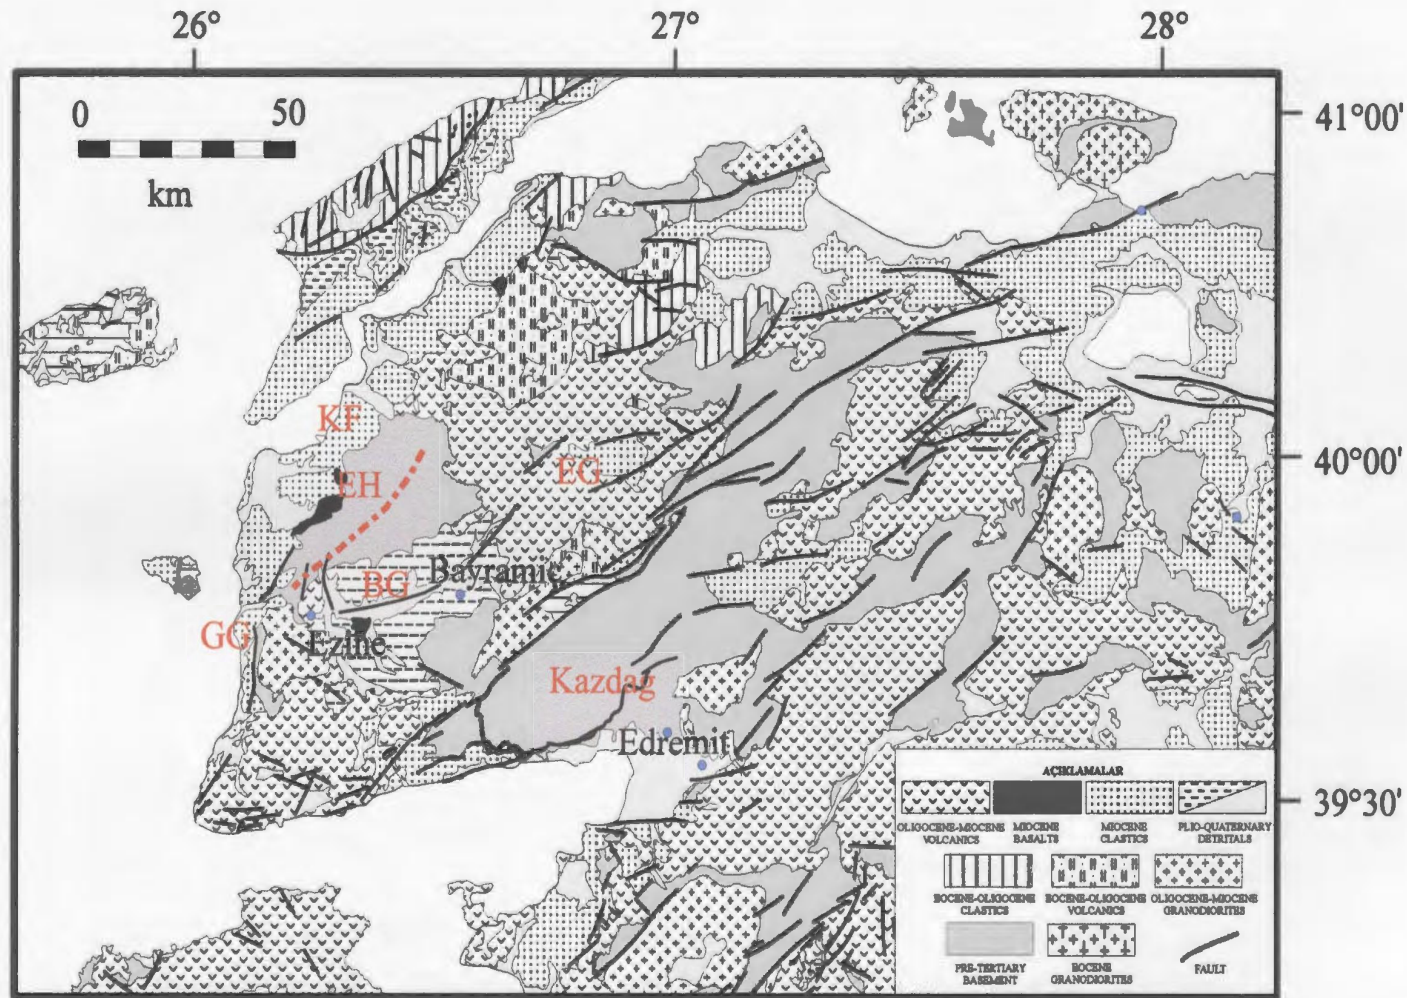 26° 27° 28°
0 50
km
41°00'
40°00'
39°30'
KF
EH
EG
BG
Bayramic
GG
Ezine
Kazdag
Edremit
AÇIKLAMALAR
OLIGOCENE-MIOCENE
VOLCANICS
MIOCENE
BASALTS
MIOCENE
CLASTICS
PLIO-QUATERNARY
DETRITALS
EOCENE-OLIGOCENE
CLASTICS
EOCENE-OLIGOCENE
VOLCANICS
OLIGOCENE-MIOCENE
GRANODIORITES
PRE-TERTIARY
BASEMENT
EOCENE
GRANODIORITES
FAULT